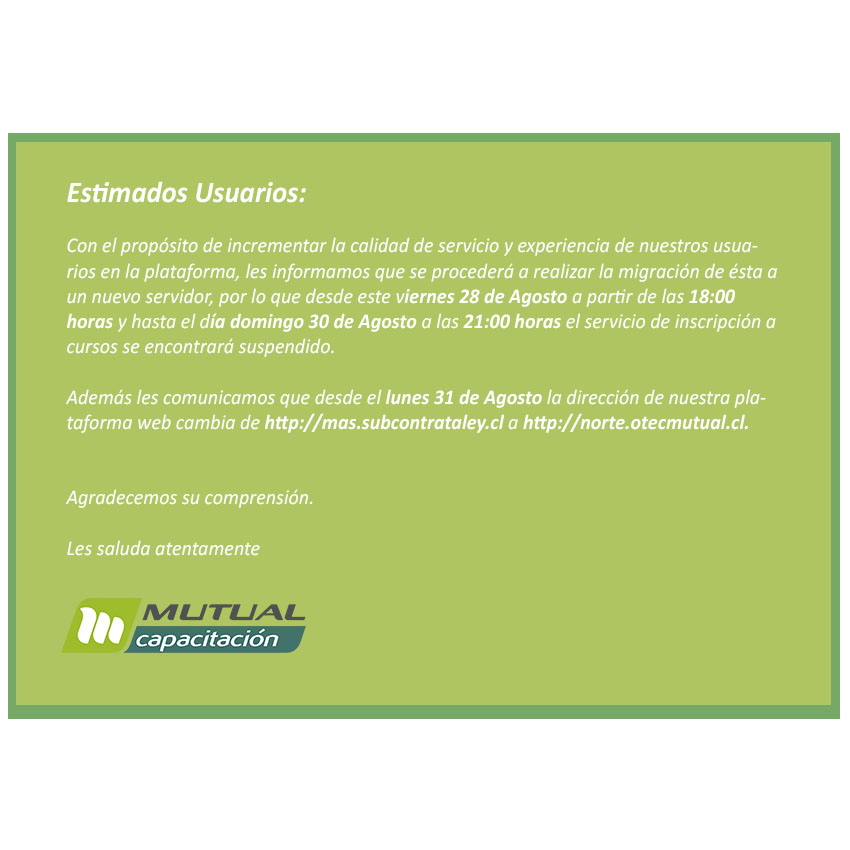 Estimados Usuarios:
Con el propósito de incrementar la calidad de servicio y experiencia de nuestros usua-
rios en la plataforma, les informamos que se procederá a realizar la migración de ésta a
un nuevo servidor, por lo que desde este viernes 28 de Agosto a partir de las 18:00
horas y hasta el día domingo 30 de Agosto a las 21:00 horas el servicio de inscripción a
cursos se encontrará suspendido.
Además les comunicamos que desde el lunes 31 de Agosto la dirección de nuestra pla-
taforma web cambia de http://mas.subcontrataley.cl a http://norte.otecmutual.cl.
Agradecemos su comprensión.
Les saluda atentamente
MUTUAL
capacitación